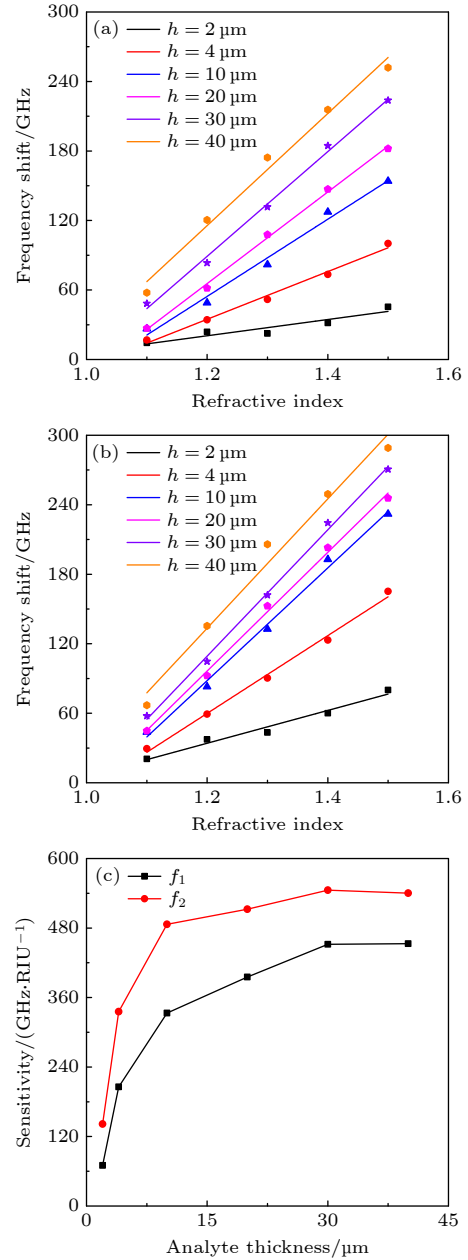 (a)
h = 2 µm
h = 4 µm
h = 10 µm
h = 20 µm
h = 30 µm
h = 40 µm
Frequency shift/GHz
300
240
180
120
60
0
1.0 1.2 1.4 1.6
Refractive index
(b)
h = 2 µm
h = 4 µm
h = 10 µm
h = 20 µm
h = 30 µm
h = 40 µm
Frequency shift/GHz
300
240
180
120
60
0
1.0 1.2 1.4 1.6
Refractive index
(c)
f₁
f₂
Sensitivity/(GHz·RIU⁻¹)
600
480
360
240
120
0
0 15 30 45
Analyte thickness/µm